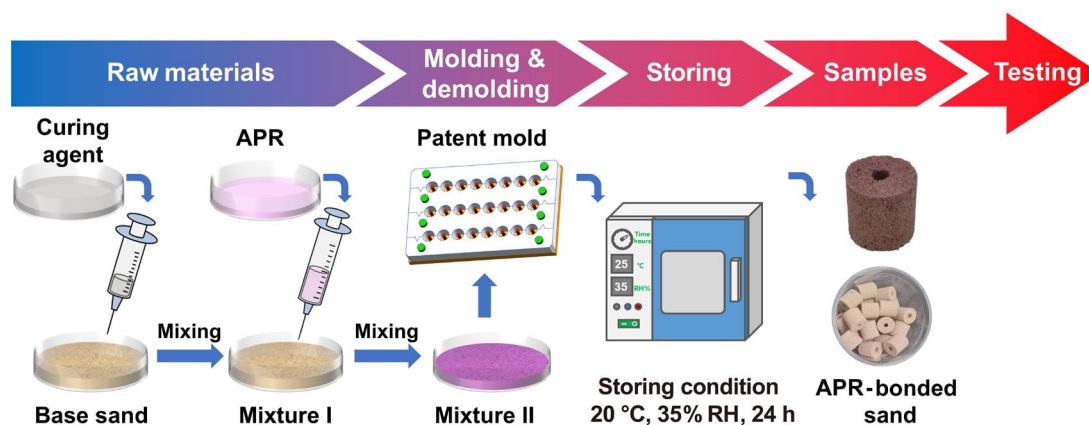 Raw materials
Molding &
demolding
Storing
Samples
Testing
Curing
agent
APR
Patent mold
Time
hours
25
°C
35
RH%
Mixing
Mixing
Base sand
Mixture I
Mixture II
Storing condition
20 °C, 35% RH, 24 h
APR-bonded
sand